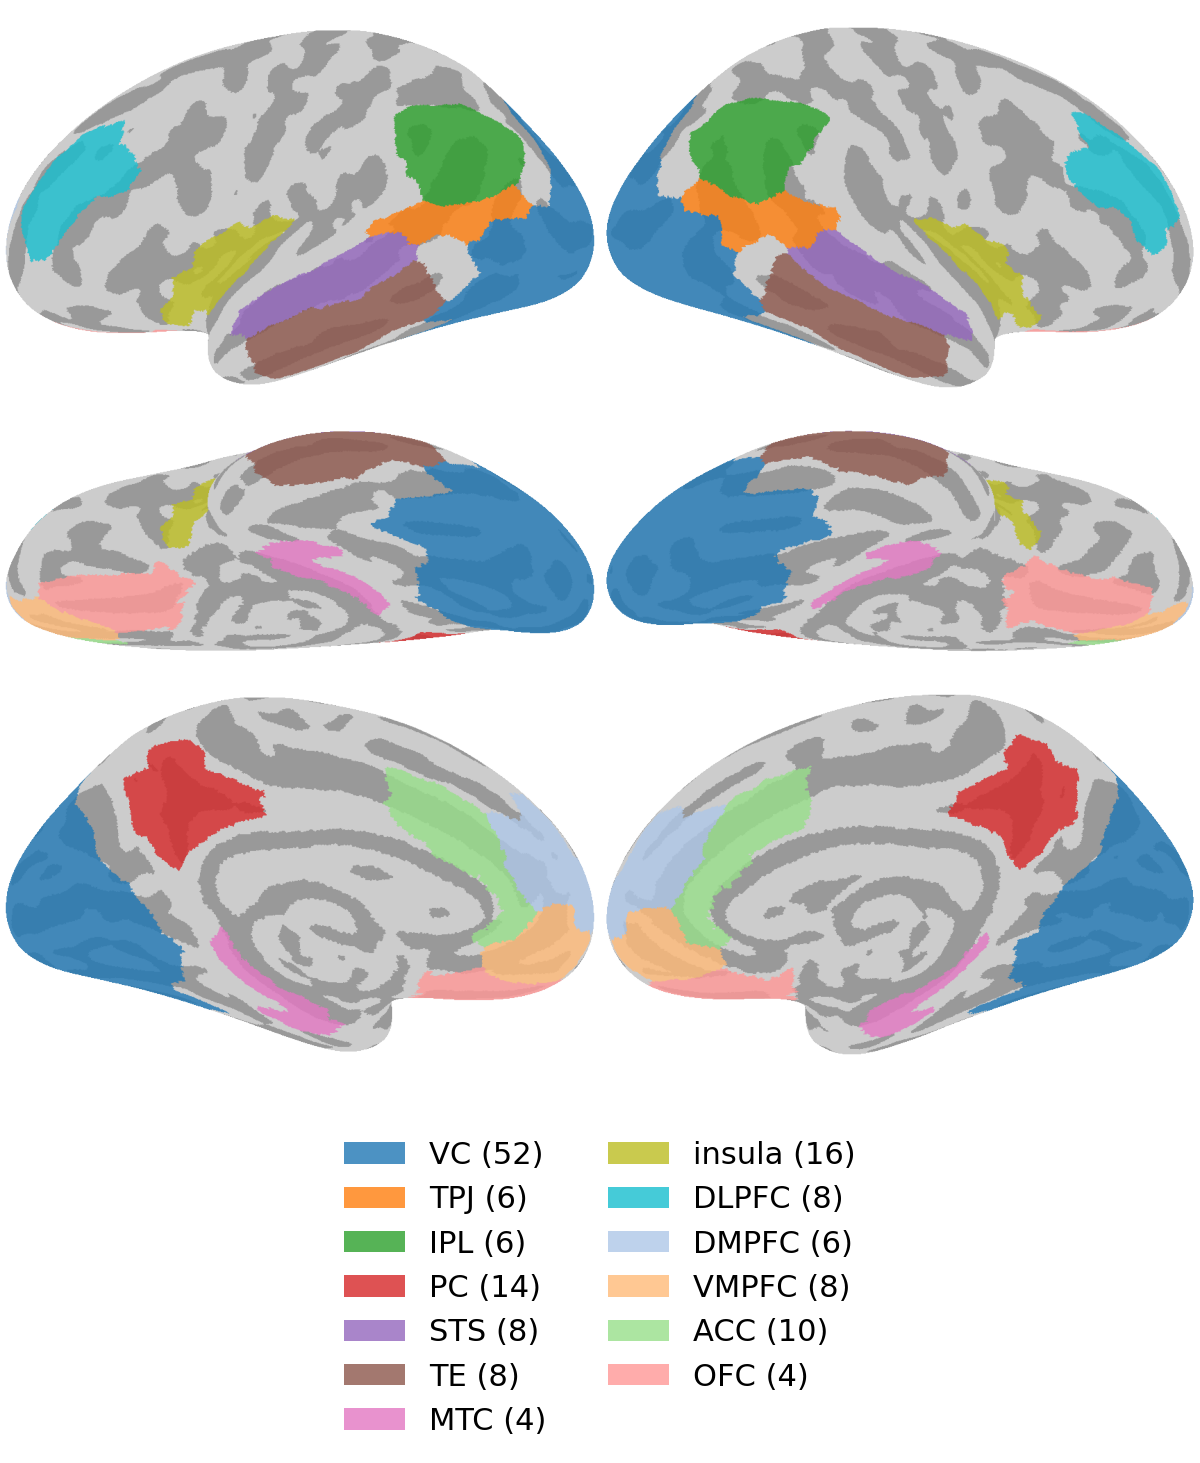 VC (52)
TPJ (6)
IPL (6)
PC (14)
STS (8)
TE (8)
MTC (4)
insula (16)
DLPFC (8)
DMPFC (6)
VMPFC (8)
ACC (10)
OFC (4)